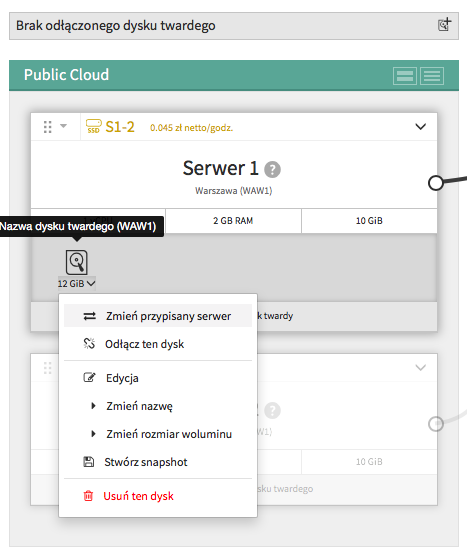 Brak odłączonego dysku twardego
Public Cloud
SSD S1-2 0.045 zł netto/godz.
Serwer 1 ?
Warszawa (WAW1)
2 GB RAM 10 GiB
Nazwa dysku twardego (WAW1)
12 GiB
k twardy
Zmień przypisany serwer
Odłącz ten dysk
Edycja
Zmień nazwę
Zmień rozmiar woluminu
Stwórz snapshot
Usuń ten dysk
?
W1)
10 GiB
sku twardego